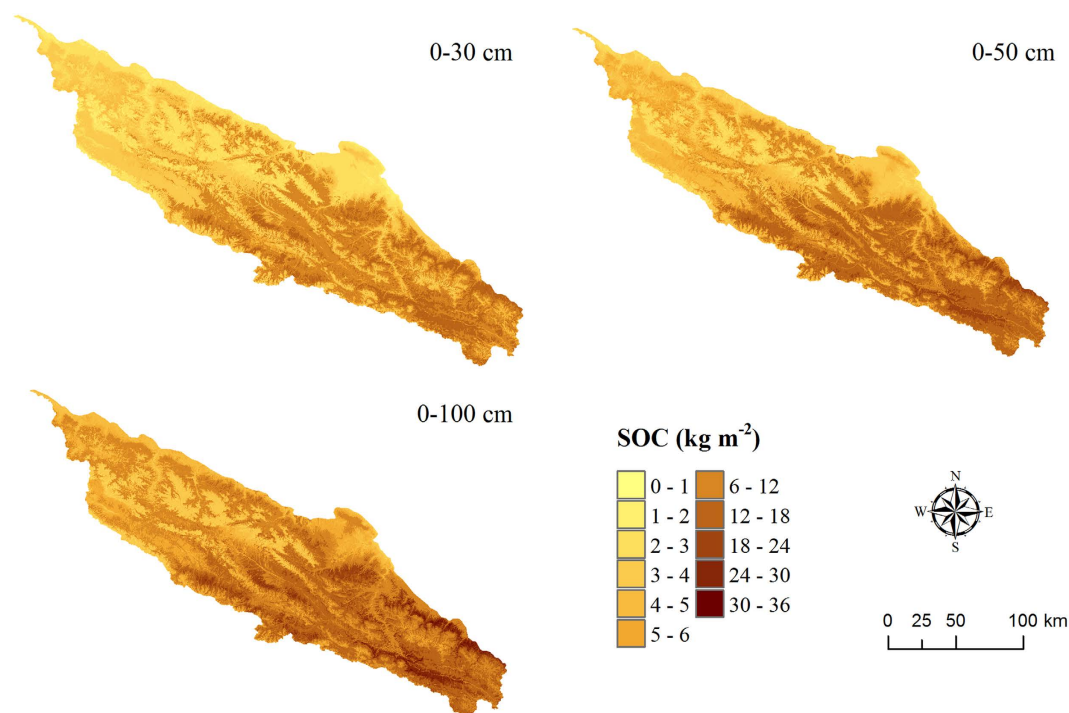 0-30 cm
0-50 cm
0-100 cm
SOC (kg m⁻²)
0 - 1
1 - 2
2 - 3
3 - 4
4 - 5
5 - 6
6 - 12
12 - 18
18 - 24
24 - 30
30 - 36
N
W E
S
0 25 50 100 km